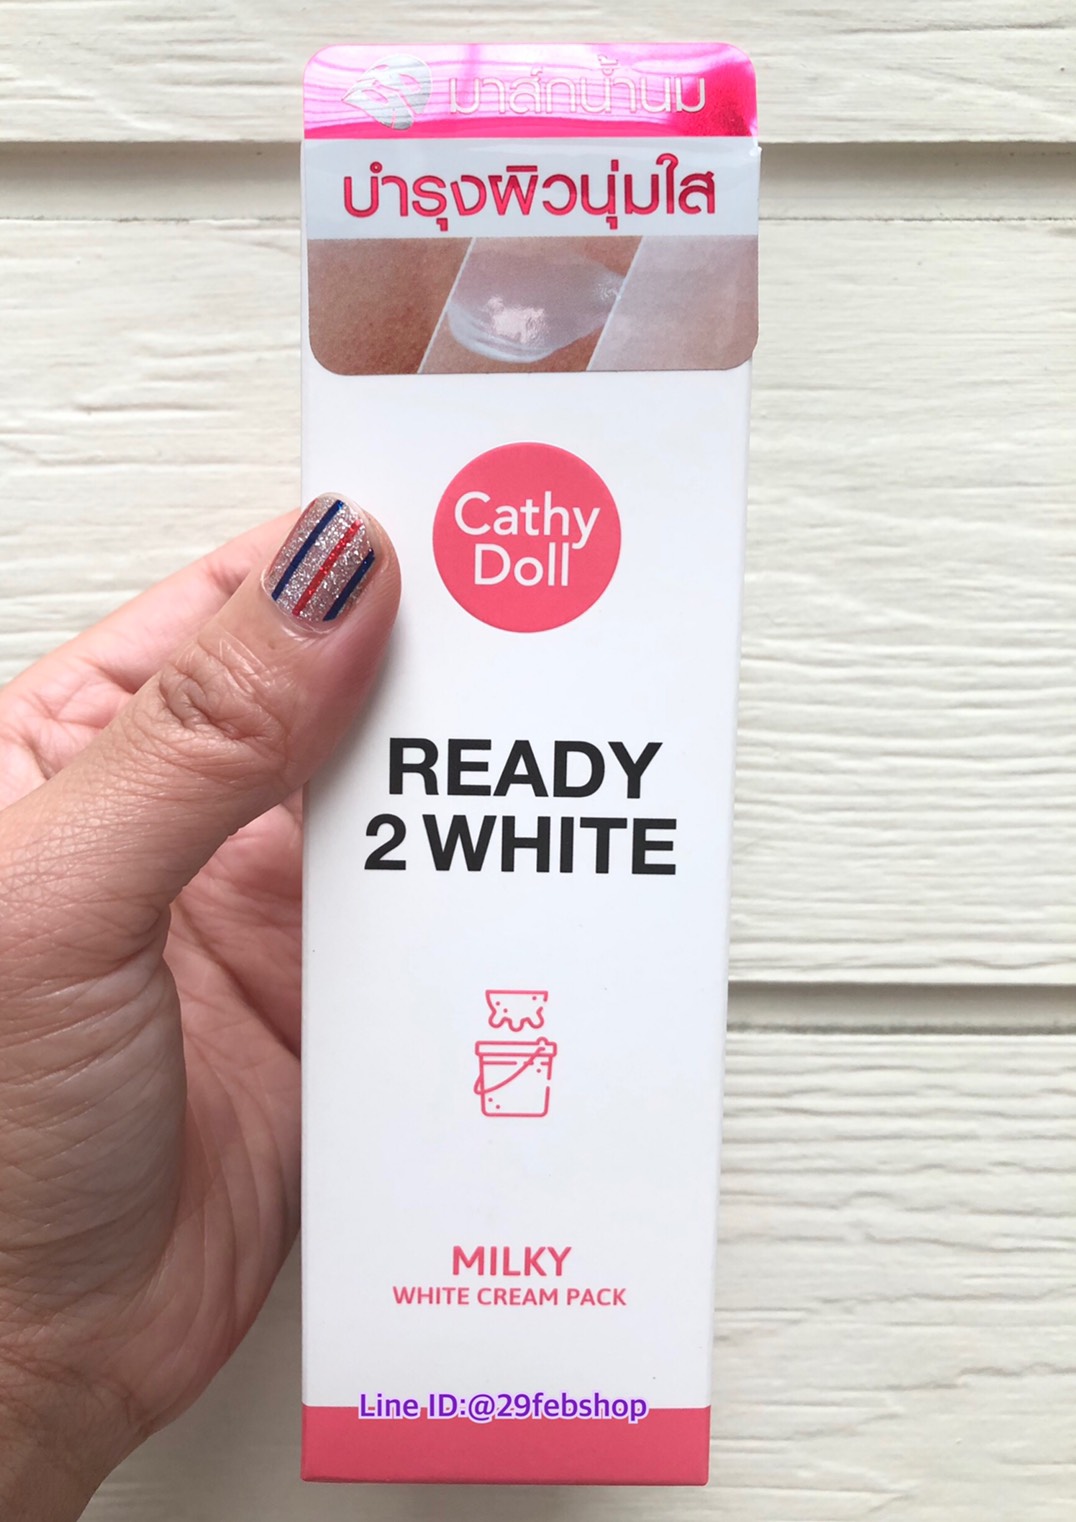 มาส์กน้ำนม
บำรุงผิวนุ่มใส
Cathy
Doll
READY
2 WHITE
MILKY
WHITE CREAM PACK
Line ID:@29febshop